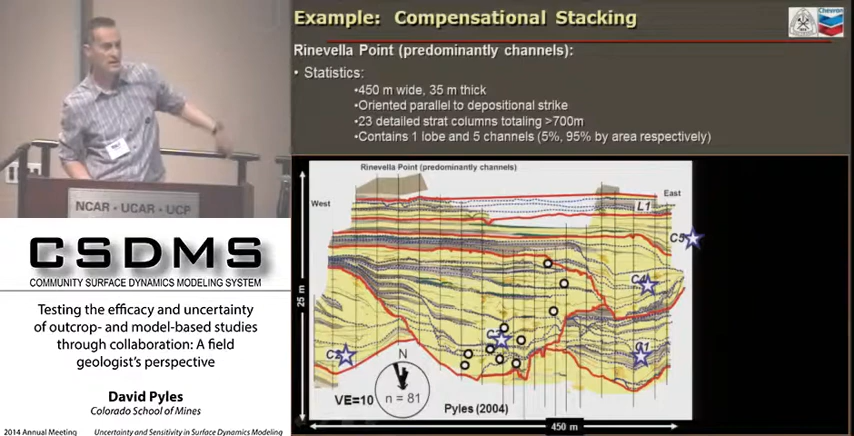 Example: Compensational Stacking
Chevron
Rinevella Point (predominantly channels):
• Statistics:
•450 m wide, 35 m thick
•Oriented parallel to depositional strike
•23 detailed strat columns totaling >700m
•Contains 1 lobe and 5 channels (5%, 95% by area respectively)
NCAR · UCAR · UCP
CSDMS
COMMUNITY SURFACE DYNAMICS MODELING SYSTEM
Testing the efficacy and uncertainty
of outcrop- and model-based studies
through collaboration: A field
geologist's perspective
David Pyles
Colorado School of Mines
2014 Annual Meeting
Uncertainty and Sensitivity in Surface Dynamics Modeling
Rinevella Point (predominantly channels)
West
East
L1
C5
C4
C3
C2
C1
25 m
N
n = 81
VE=10
Pyles (2004)
450 m